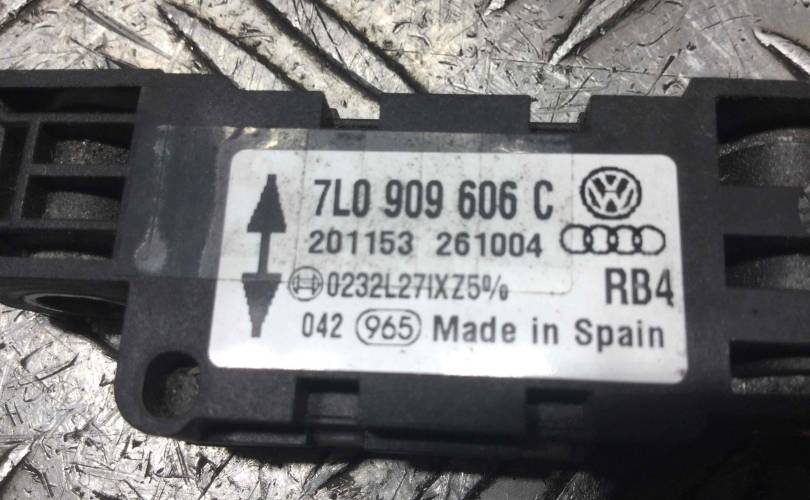 7L0 909 606 C
201153 261004
0232L27IXZ5% RB4
042 965 Made in Spain